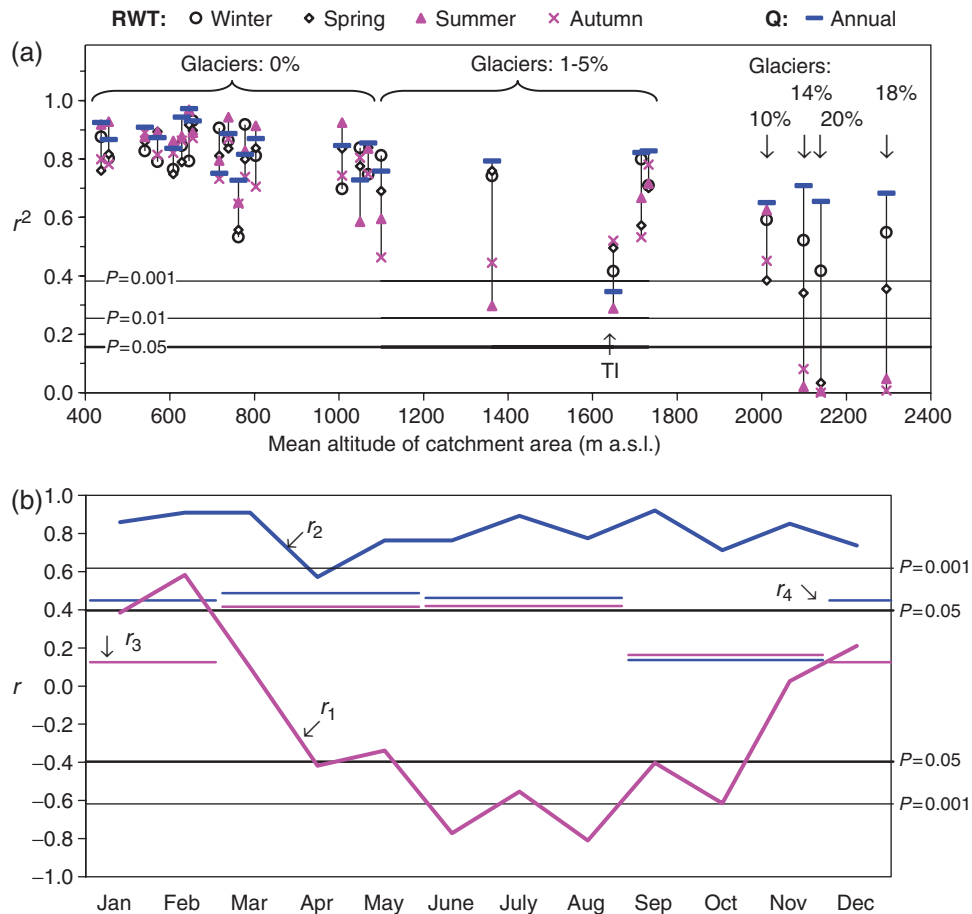 RWT: Winter Spring Summer Autumn Q: Annual
(a)
Glaciers: 0% Glaciers: 1-5% Glaciers:
14% 18%
10% 20%
r²
1.0
0.8
0.6
0.4
0.2
0.0
P=0.001
P=0.01
P=0.05
TI
400 600 800 1000 1200 1400 1600 1800 2000 2200 2400
Mean altitude of catchment area (m a.s.l.)
(b)
r
1.0
0.8
0.6
0.4
0.2
0.0
−0.2
−0.4
−0.6
−0.8
−1.0
r₂
r₄
r₃
r₁
P=0.001
P=0.05
P=0.05
P=0.001
Jan Feb Mar Apr May June July Aug Sep Oct Nov Dec